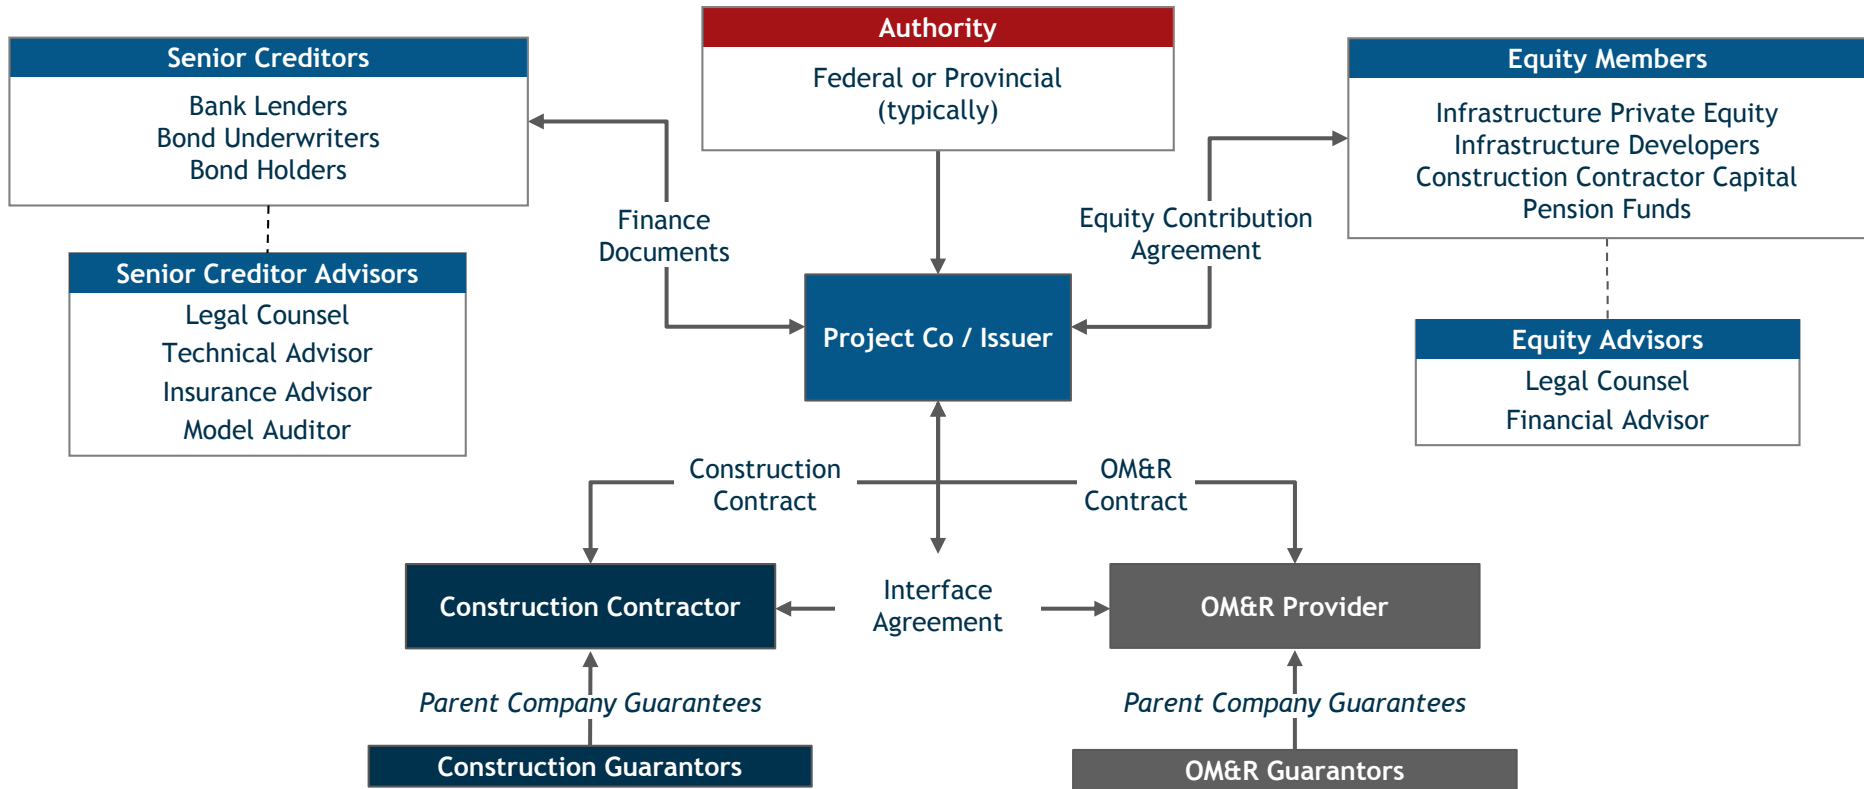 Authority
Federal or Provincial
(typically)
Senior Creditors
Bank Lenders
Bond Underwriters
Bond Holders
Equity Members
Infrastructure Private Equity
Infrastructure Developers
Construction Contractor Capital
Pension Funds
Finance
Documents
Equity Contribution
Agreement
Senior Creditor Advisors
Legal Counsel
Technical Advisor
Insurance Advisor
Model Auditor
Project Co / Issuer
Equity Advisors
Legal Counsel
Financial Advisor
Construction
Contract
OM&R
Contract
Construction Contractor
Interface
Agreement
OM&R Provider
Parent Company Guarantees
Parent Company Guarantees
Construction Guarantors
OM&R Guarantors